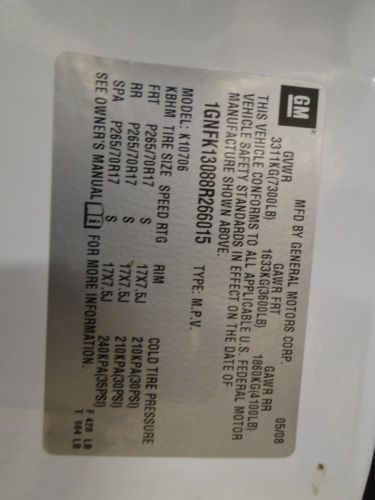 GM
MFD BY GENERAL MOTORS CORP. 05/08
GVWR GAWR FRT GAWR RR
3311KG(7300LB) 1633KG(3600LB) 1860KG(4100LB)
THIS VEHICLE CONFORMS TO ALL APPLICABLE U.S. FEDERAL MOTOR
VEHICLE SAFETY STANDARDS IN EFFECT ON THE DATE OF
MANUFACTURE SHOWN ABOVE.
1GNFK13088R266015 TYPE: M.P.V.
MODEL: K10706
KBHM TIRE SIZE SPEED RTG RIM COLD TIRE PRESSURE
FRT P265/70R17 S 17X7.5J 210KPA(30PSI)
RR P265/70R17 S 17X7.5J 210KPA(30PSI)
SPA P265/70R17 S 17X7.5J 240KPA(35PSI)
SEE OWNER'S MANUAL i FOR MORE INFORMATION.
F 420 LB
T 984 LB